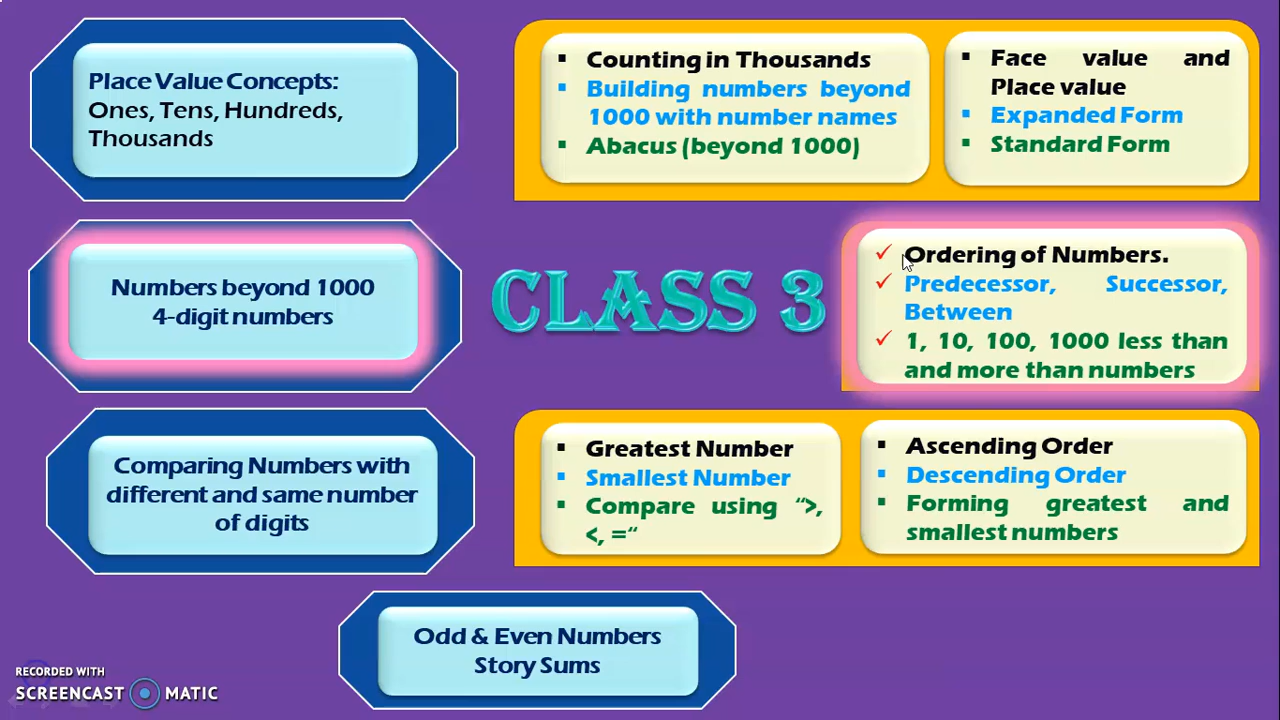 Place Value Concepts:
Ones, Tens, Hundreds,
Thousands
▪ Counting in Thousands
▪ Building numbers beyond
1000 with number names
▪ Abacus (beyond 1000)
▪ Face value and
Place value
▪ Expanded Form
▪ Standard Form
Numbers beyond 1000
4-digit numbers
CLASS 3
✓ Ordering of Numbers.
✓ Predecessor, Successor,
Between
✓ 1, 10, 100, 1000 less than
and more than numbers
Comparing Numbers with
different and same number
of digits
▪ Greatest Number
▪ Smallest Number
▪ Compare using “>,
<, =“
▪ Ascending Order
▪ Descending Order
▪ Forming greatest and
smallest numbers
Odd & Even Numbers
Story Sums
RECORDED WITH
SCREENCAST MATIC